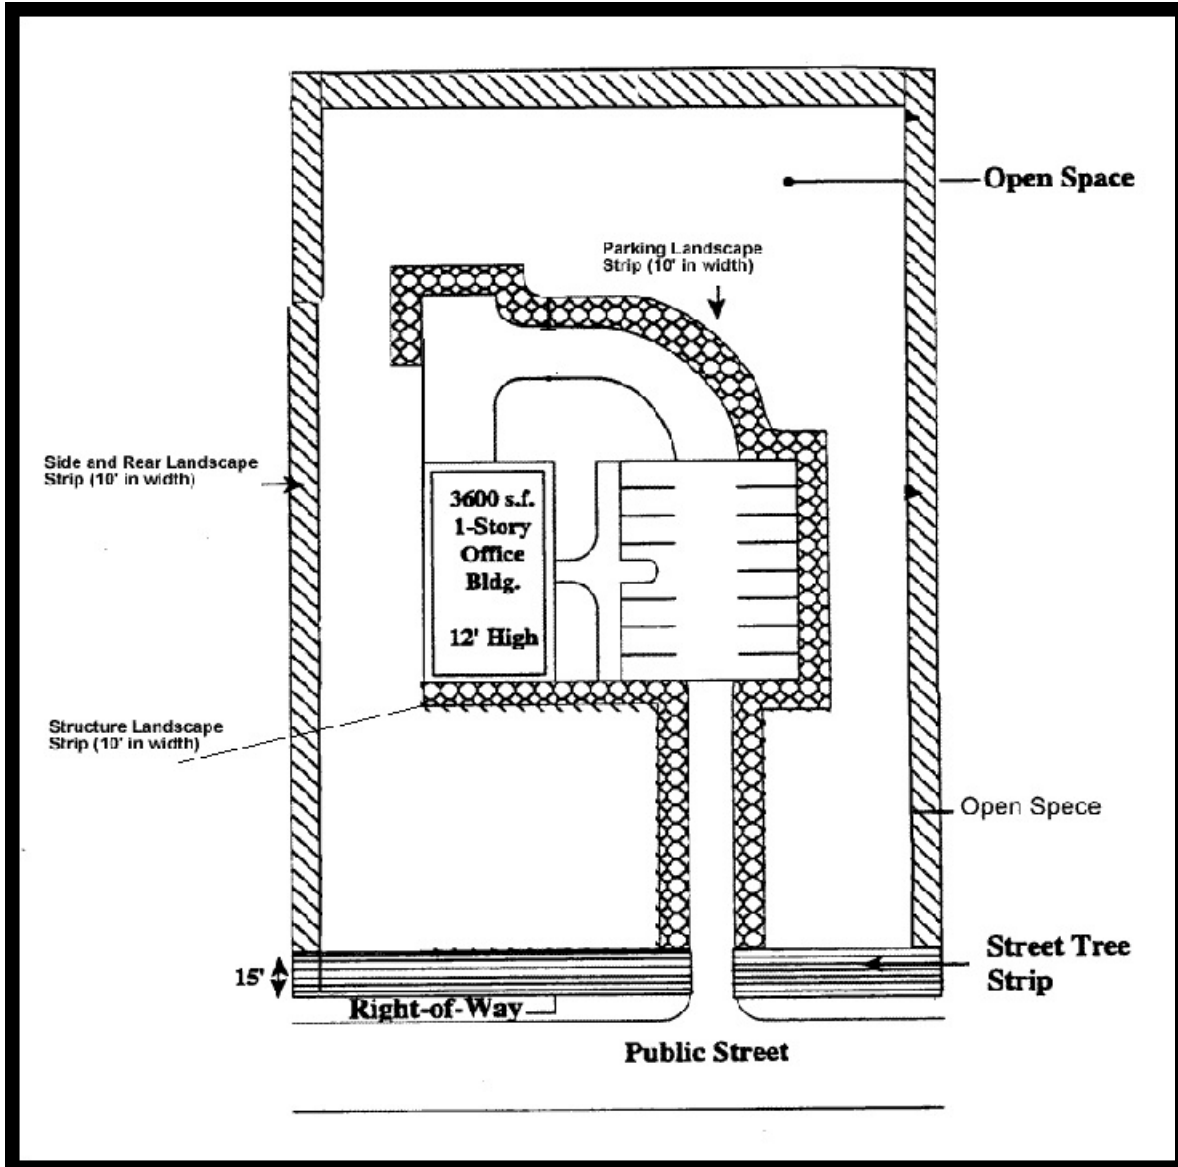 Open Space
Parking Landscape
Strip (10' in width)
Side and Rear Landscape
Strip (10' in width)
3600 s.f.
1-Story
Office
Bldg.
12' High
Structure Landscape
Strip (10' in width)
Open Spece
Street Tree
Strip
15'
Right-of-Way
Public Street